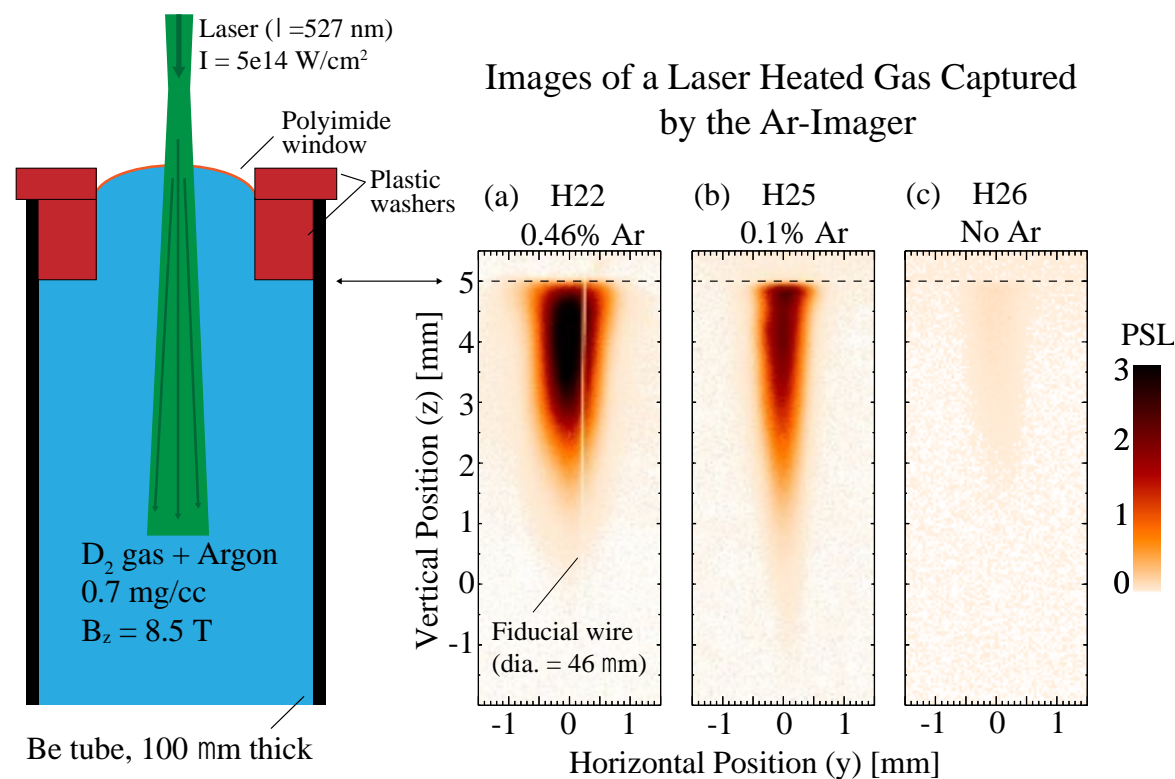 Laser (l =527 nm)
I = 5e14 W/cm²
Polyimide
window
Plastic
washers
D₂ gas + Argon
0.7 mg/cc
B_z = 8.5 T
Be tube, 100 mm thick
Images of a Laser Heated Gas Captured
by the Ar-Imager
(a) H22
0.46% Ar
(b) H25
0.1% Ar
(c) H26
No Ar
Vertical Position (z) [mm]
5
4
3
2
1
0
-1
Fiducial wire
(dia. = 46 mm)
-1 0 1
-1 0 1
-1 0 1
Horizontal Position (y) [mm]
PSL
3
2
1
0